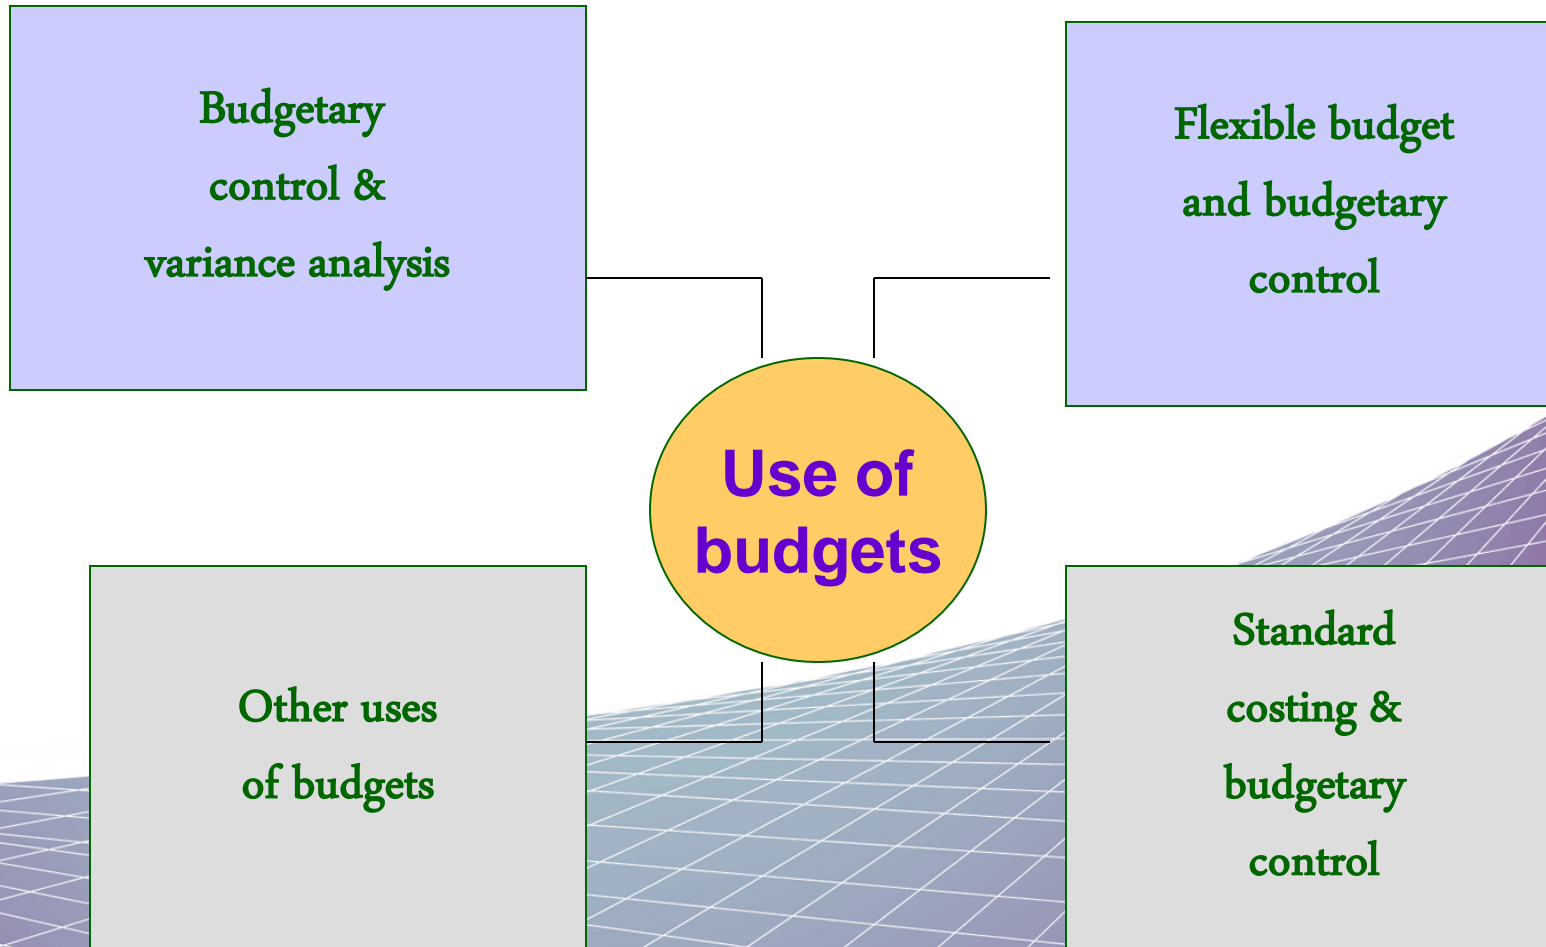 Budgetary
control &
variance analysis
Flexible budget
and budgetary
control
Use of
budgets
Other uses
of budgets
Standard
costing &
budgetary
control